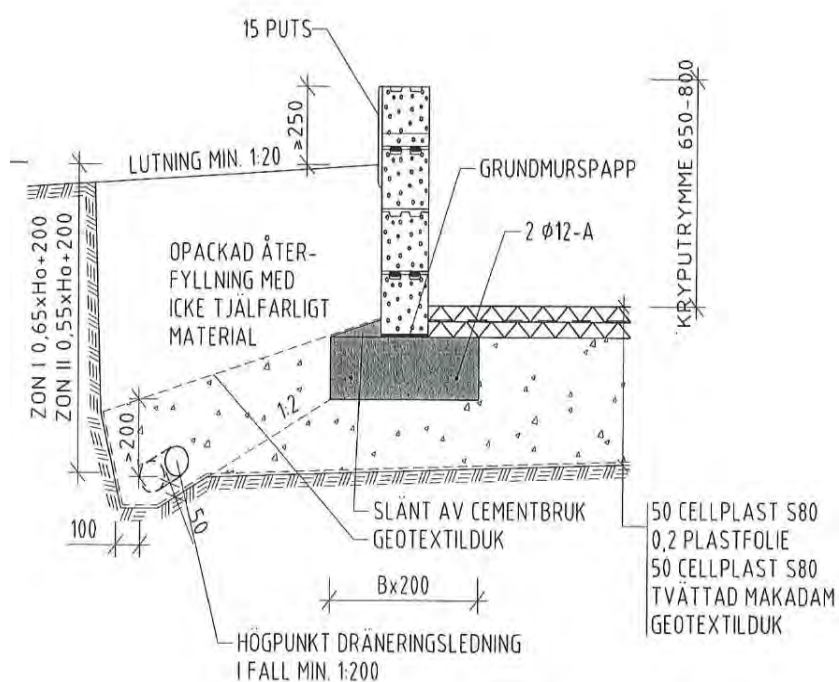 15 PUTS
≥250
LUTNING MIN. 1:20
GRUNDMURSPAPP
2 Ø12-A
KRYPUTRYMME 650-800
ZON I 0,65xHo+200
ZON II 0,55xHo+200
OPACKAD ÅTER-
FYLLNING MED
ICKE TJÄLFARLIGT
MATERIAL
1:2
≥200
50
100
SLÄNT AV CEMENTBRUK
GEOTEXTILDUK
Bx200
50 CELLPLAST S80
0,2 PLASTFOLIE
50 CELLPLAST S80
TVÄTTAD MAKADAM
GEOTEXTILDUK
HÖGPUNKT DRÄNERINGSLEDNING
I FALL MIN. 1:200